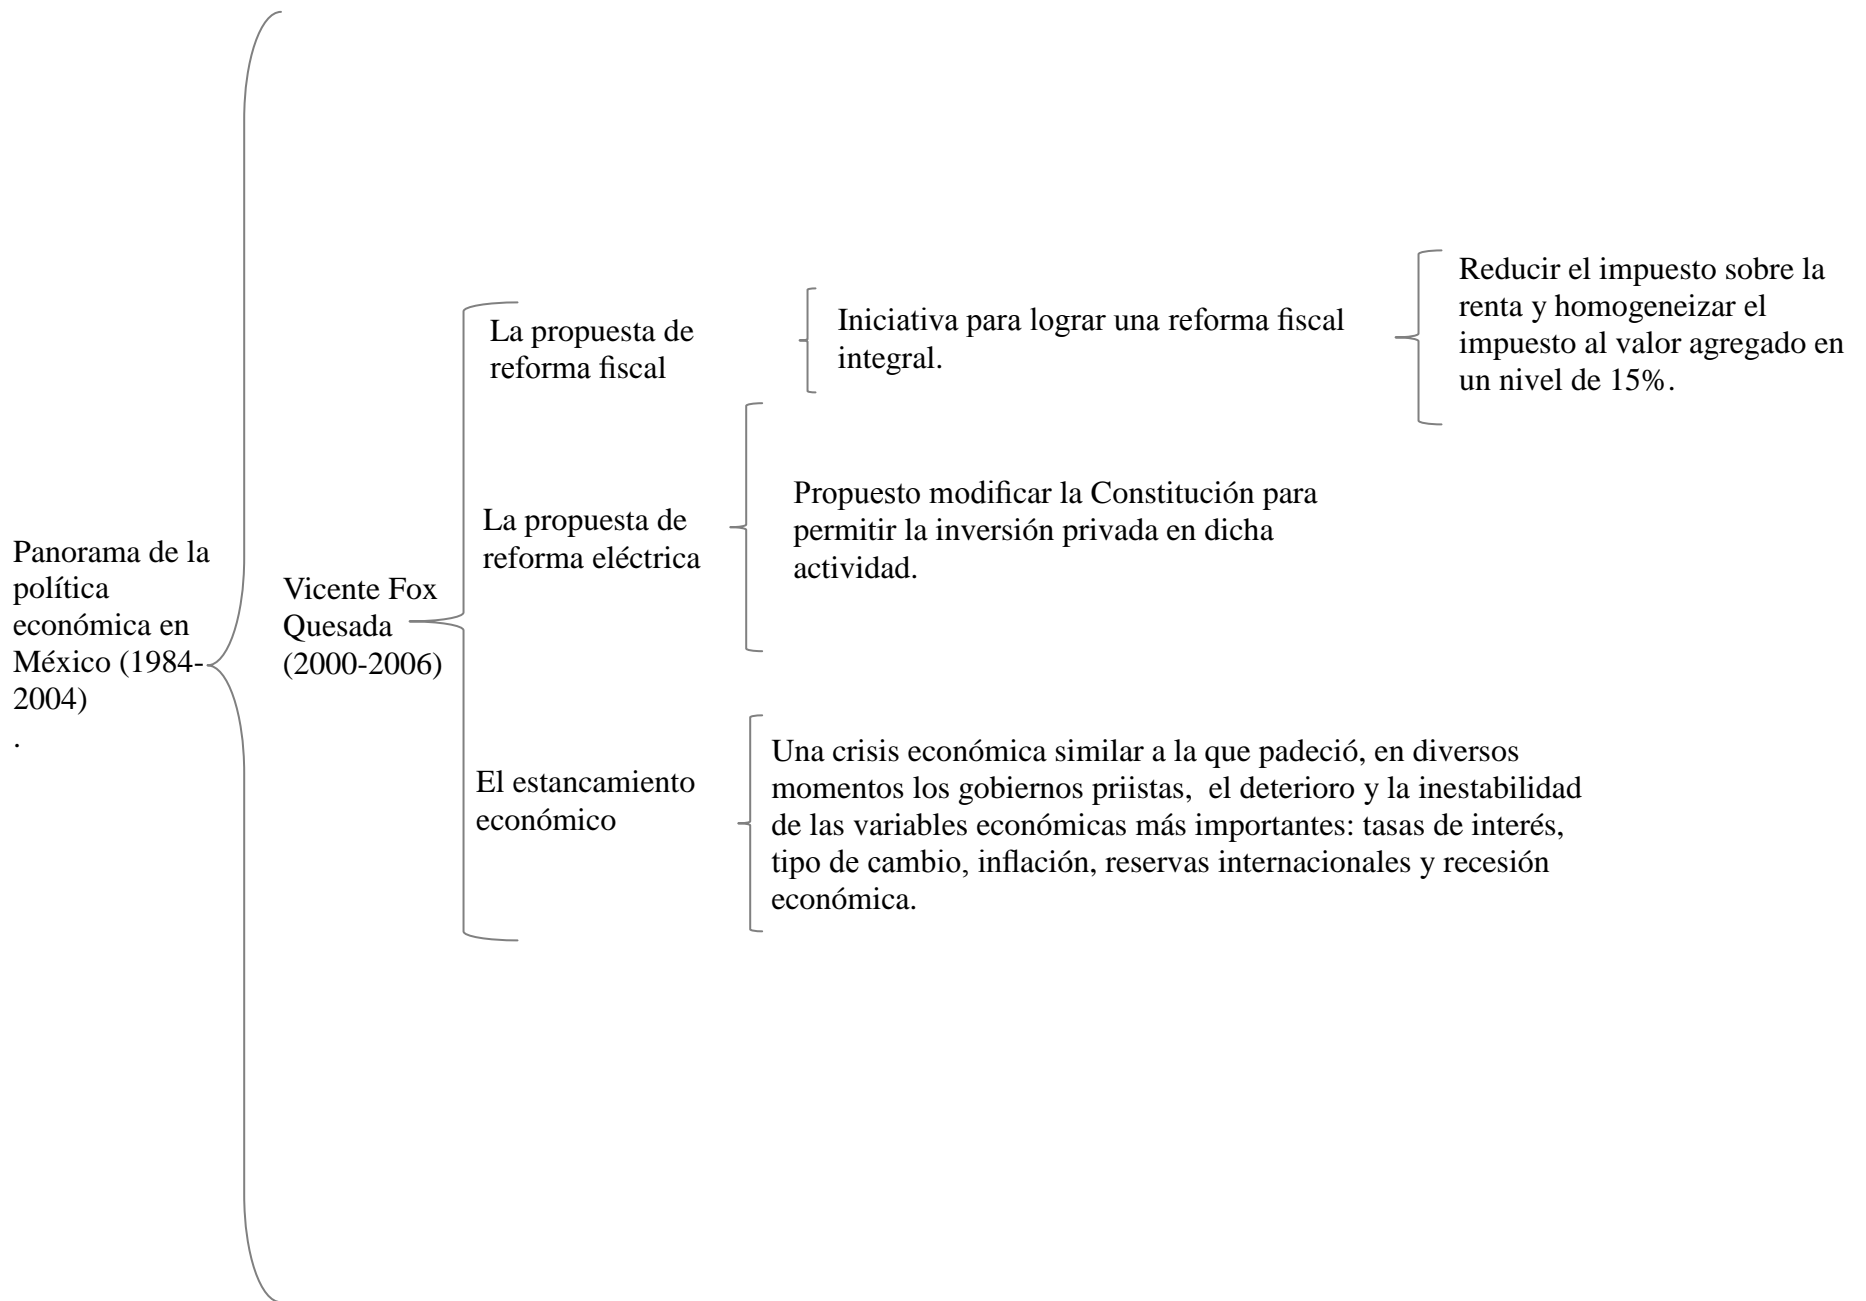 Panorama de la
política
económica en
México (1984-
2004)
.
Vicente Fox
Quesada
(2000-2006)
La propuesta de
reforma fiscal
Iniciativa para lograr una reforma fiscal
integral.
Reducir el impuesto sobre la
renta y homogeneizar el
impuesto al valor agregado en
un nivel de 15%.
La propuesta de
reforma eléctrica
Propuesto modificar la Constitución para
permitir la inversión privada en dicha
actividad.
El estancamiento
económico
Una crisis económica similar a la que padeció, en diversos
momentos los gobiernos priistas,  el deterioro y la inestabilidad
de las variables económicas más importantes: tasas de interés,
tipo de cambio, inflación, reservas internacionales y recesión
económica.